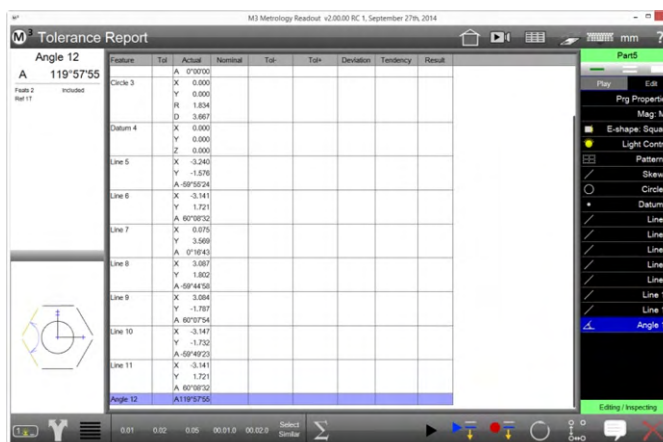 M3 Metrology Readout v2.00.00 RC 1, September 27th, 2014
M3 Tolerance Report
mm ?
Angle 12
A 119°57'55
Feats 2 Included
Ref 1T
Feature Tol Actual Nominal Tol- Tol+ Deviation Tendency Result
A 0°00'00
Circle 3 X 0.000
Y 0.000
R 1.834
D 3.667
Datum 4 X 0.000
Y 0.000
Z 0.000
Line 5 X -3.240
Y -1.576
A -59°55'24
Line 6 X -3.141
Y 1.721
A 60°08'32
Line 7 X 0.075
Y 3.569
A 0°16'43
Line 8 X 3.087
Y 1.802
A -59°44'58
Line 9 X 3.084
Y -1.787
A 60°07'54
Line 10 X -3.147
Y -1.732
A -59°49'23
Line 11 X -3.141
Y 1.721
A 60°08'32
Angle 12 A119°57'55
Part5
Play Edit
Prg Properti
Mag: M
E-shape: Squa
Light Cont
Pattern
Skew
Circle
Datum
Line
Line
Line
Line
Line
Line 1
Line 1
Angle 1
Editing / Inspecting
0.01 0.02 0.05 00.01.0 00.02.0 Select Similar